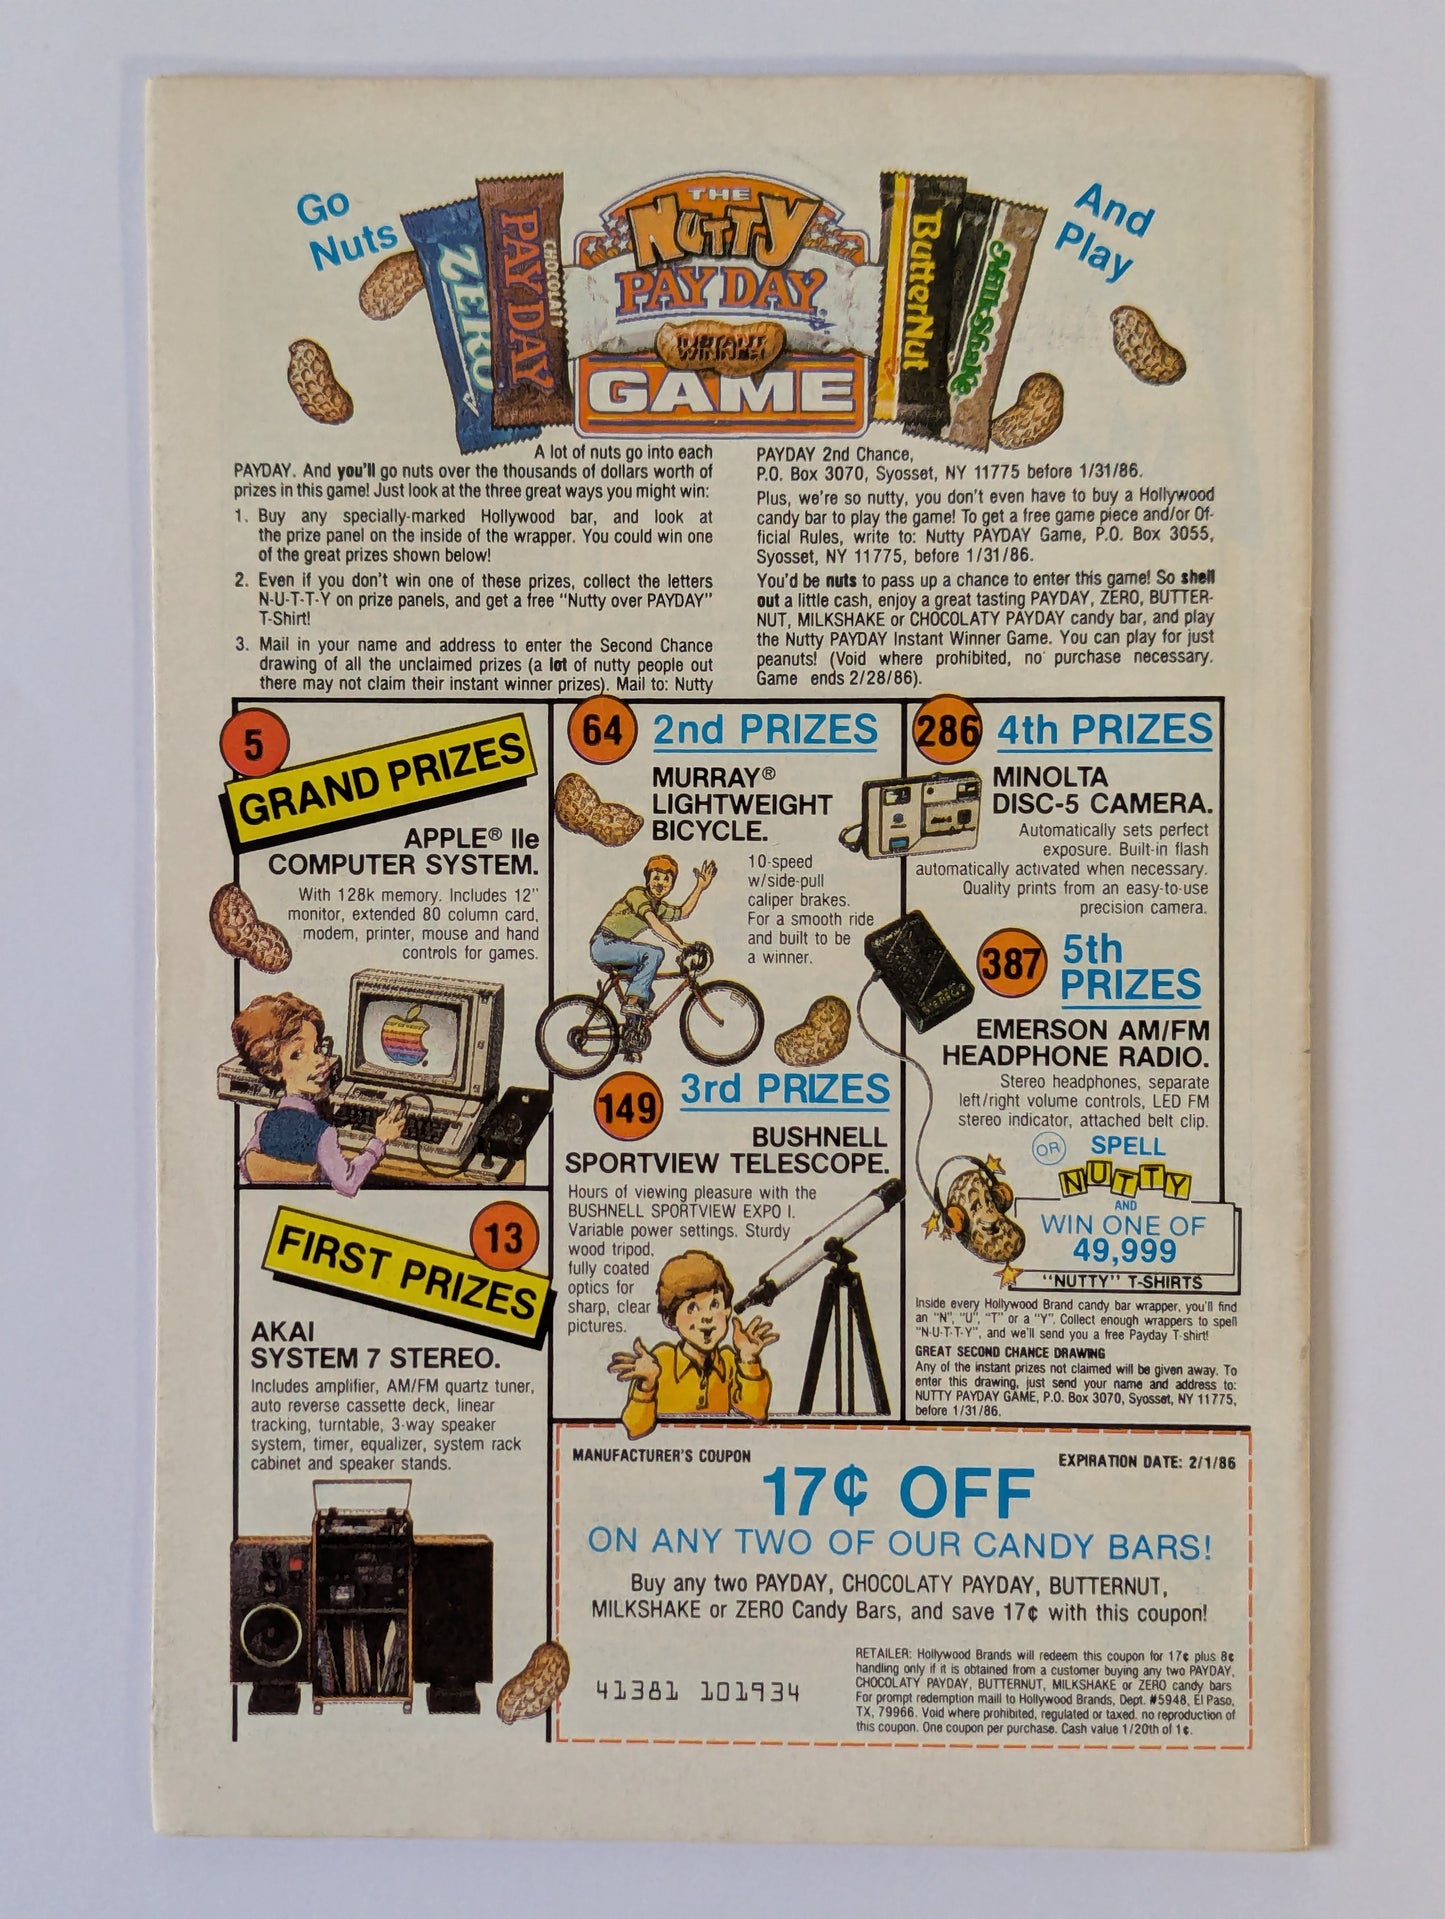 Go
Nuts
And
Play
ZERO
CHOCOLATY
PAY DAY
THE
NUTTY
PAY DAY
INSTANT
WINNER
GAME
ButterNut
Milk-Shake
A lot of nuts go into each
PAYDAY. And you'll go nuts over the thousands of dollars worth of
prizes in this game! Just look at the three great ways you might win:
1. Buy any specially-marked Hollywood bar, and look at
the prize panel on the inside of the wrapper. You could win one
of the great prizes shown below!
2. Even if you don't win one of these prizes, collect the letters
N-U-T-T-Y on prize panels, and get a free "Nutty over PAYDAY"
T-Shirt!
3. Mail in your name and address to enter the Second Chance
drawing of all the unclaimed prizes (a lot of nutty people out
there may not claim their instant winner prizes). Mail to: Nutty
PAYDAY 2nd Chance,
P.O. Box 3070, Syosset, NY 11775 before 1/31/86.
Plus, we're so nutty, you don't even have to buy a Hollywood
candy bar to play the game! To get a free game piece and/or Of-
ficial Rules, write to: Nutty PAYDAY Game, P.O. Box 3055,
Syosset, NY 11775, before 1/31/86.
You'd be nuts to pass up a chance to enter this game! So shell
out a little cash, enjoy a great tasting PAYDAY, ZERO, BUTTER-
NUT, MILKSHAKE or CHOCOLATY PAYDAY candy bar, and play
the Nutty PAYDAY Instant Winner Game. You can play for just
peanuts! (Void where prohibited, no purchase necessary.
Game ends 2/28/86).
5
GRAND PRIZES
APPLE® IIe
COMPUTER SYSTEM.
With 128k memory. Includes 12"
monitor, extended 80 column card,
modem, printer, mouse and hand
controls for games.
13
FIRST PRIZES
AKAI
SYSTEM 7 STEREO.
Includes amplifier, AM/FM quartz tuner,
auto reverse cassette deck, linear
tracking, turntable, 3-way speaker
system, timer, equalizer, system rack
cabinet and speaker stands.
64
2nd PRIZES
MURRAY®
LIGHTWEIGHT
BICYCLE.
10-speed
w/side-pull
caliper brakes.
For a smooth ride
and built to be
a winner.
149
3rd PRIZES
BUSHNELL
SPORTVIEW TELESCOPE.
Hours of viewing pleasure with the
BUSHNELL SPORTVIEW EXPO I.
Variable power settings. Sturdy
wood tripod,
fully coated
optics for
sharp, clear
pictures.
286
4th PRIZES
MINOLTA
DISC-5 CAMERA.
Automatically sets perfect
exposure. Built-in flash
automatically activated when necessary.
Quality prints from an easy-to-use
precision camera.
387
5th
PRIZES
EMERSON AM/FM
HEADPHONE RADIO.
Stereo headphones, separate
left/right volume controls, LED FM
stereo indicator, attached belt clip.
OR SPELL
NUTTY
AND
WIN ONE OF
49,999
"NUTTY" T-SHIRTS
Inside every Hollywood Brand candy bar wrapper, you'll find
an "N", "U", "T" or a "Y". Collect enough wrappers to spell
"N-U-T-T-Y", and we'll send you a free Payday T-shirt!
GREAT SECOND CHANCE DRAWING
Any of the instant prizes not claimed will be given away. To
enter this drawing, just send your name and address to:
NUTTY PAYDAY GAME, P.O. Box 3070, Syosset, NY 11775,
before 1/31/86.
MANUFACTURER'S COUPON
EXPIRATION DATE: 2/1/86
17¢ OFF
ON ANY TWO OF OUR CANDY BARS!
Buy any two PAYDAY, CHOCOLATY PAYDAY, BUTTERNUT,
MILKSHAKE or ZERO Candy Bars, and save 17¢ with this coupon!
41381 101934
RETAILER: Hollywood Brands will redeem this coupon for 17¢ plus 8¢
handling only if it is obtained from a customer buying any two PAYDAY,
CHOCOLATY PAYDAY, BUTTERNUT, MILKSHAKE or ZERO candy bars
For prompt redemption maill to Hollywood Brands, Dept. #5948, El Paso,
TX, 79966. Void where prohibited, regulated or taxed, no reproduction of
this coupon. One coupon per purchase. Cash value 1/20th of 1¢.